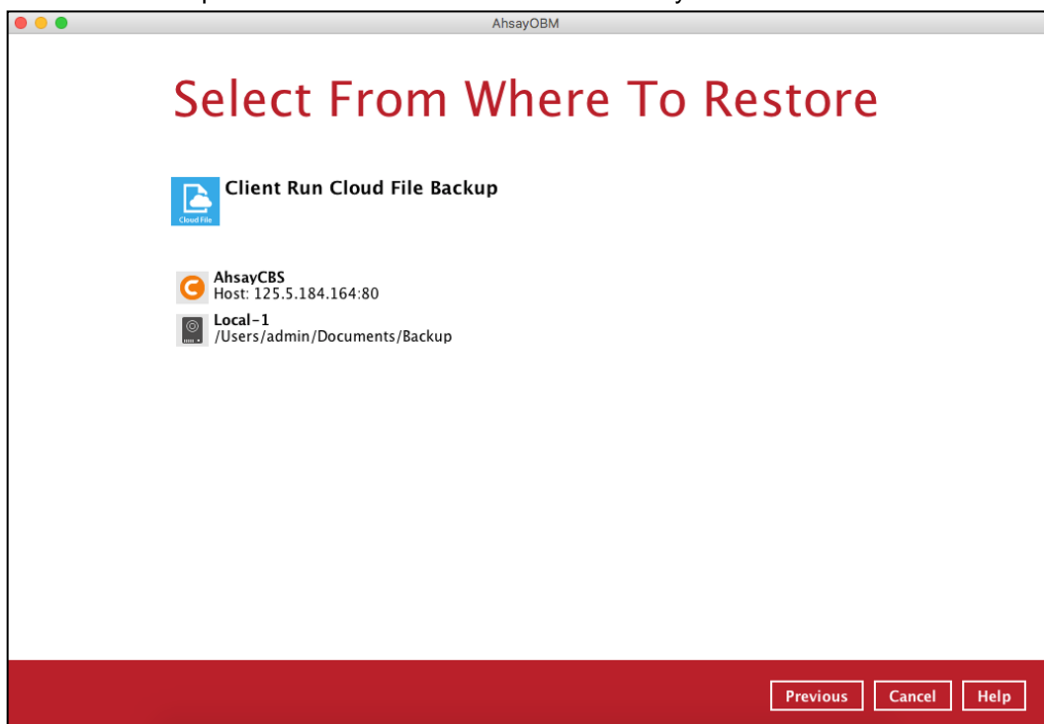 AhsayOBM
Select From Where To Restore
Client Run Cloud File Backup
Cloud File
AhsayCBS
Host: 125.5.184.164:80
Local-1
/Users/admin/Documents/Backup
Previous Cancel Help